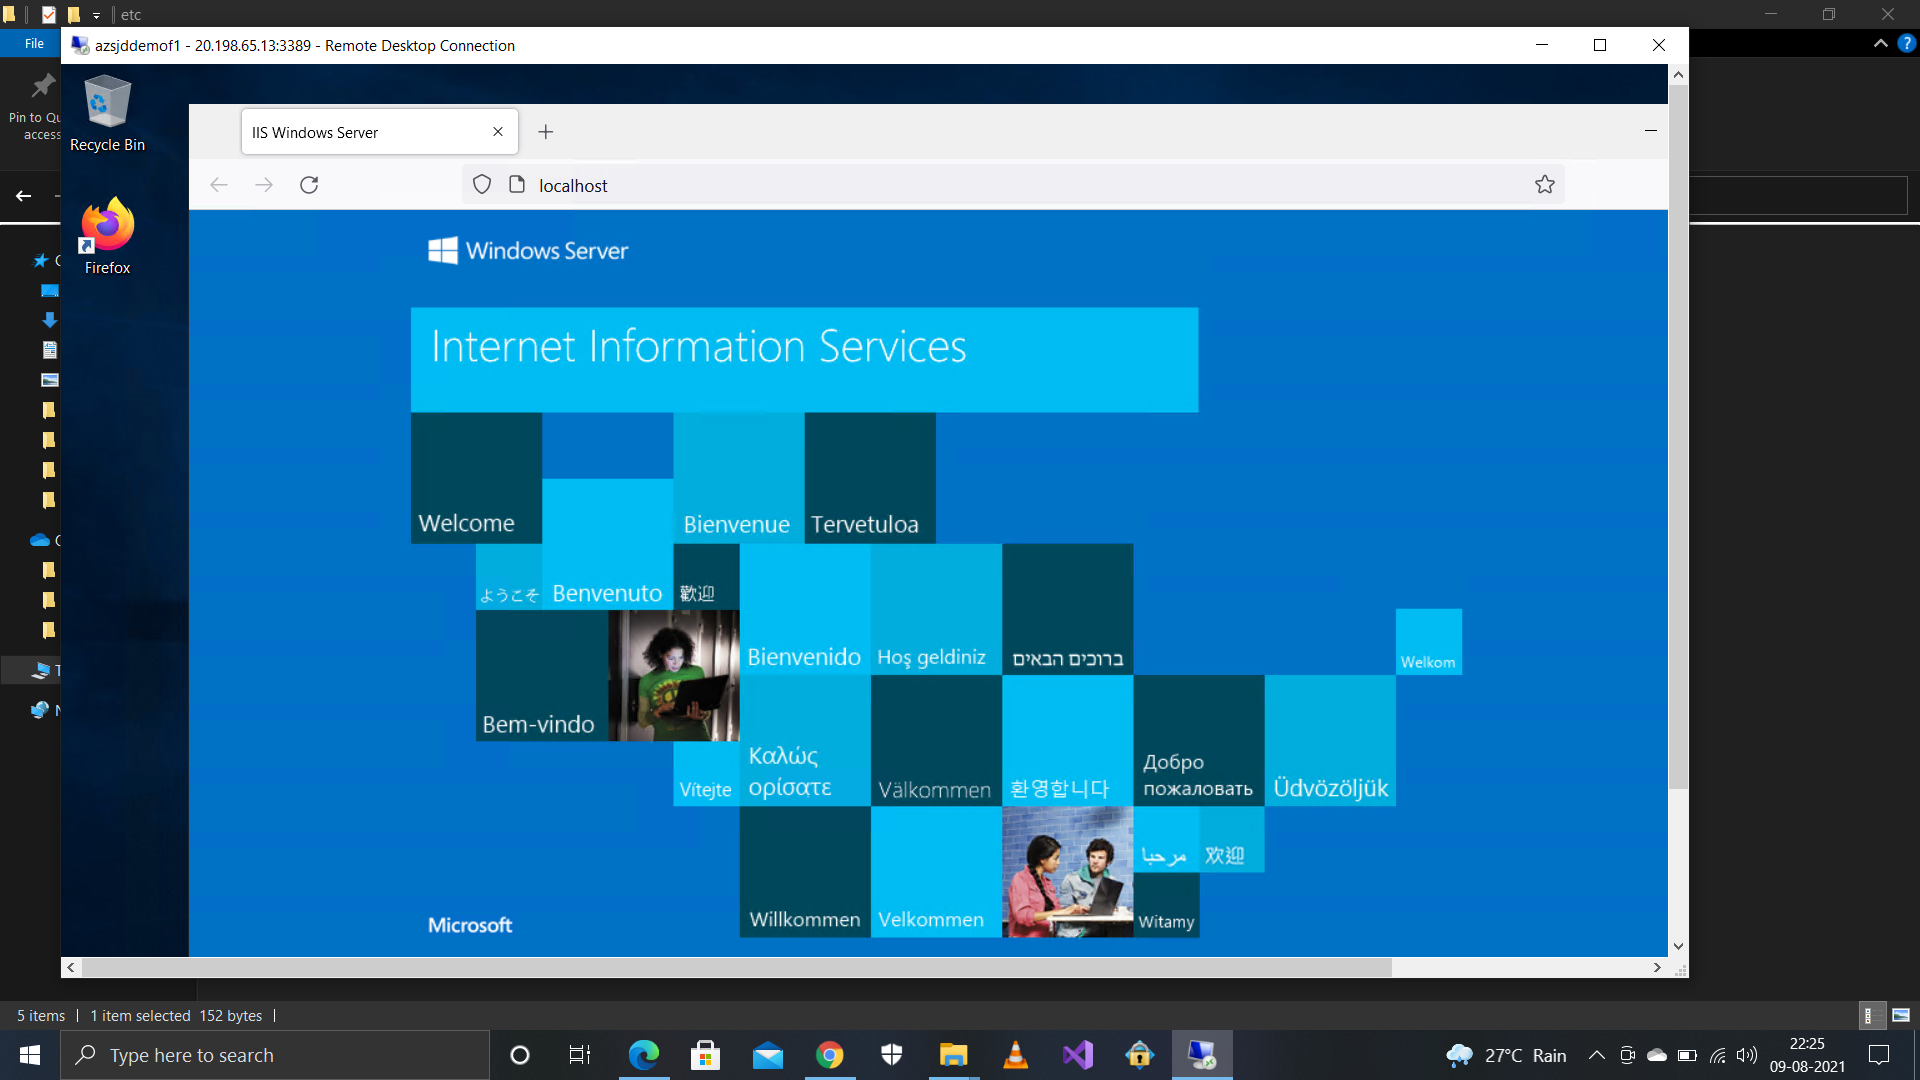 etc
File
azsjddemof1 - 20.198.65.13:3389 - Remote Desktop Connection
Recycle Bin
Firefox
IIS Windows Server
localhost
Pin to Qu
access
Windows Server
Internet Information Services
Welcome
Bienvenue
Tervetuloa
ようこそ
Benvenuto
歡迎
Bienvenido
Hoş geldiniz
ברוכים הבאים
Welkom
Bem-vindo
Vítejte
Καλώς
ορίσατε
Välkommen
환영합니다
Добро
пожаловать
Üdvözöljük
مرحبا
欢迎
Willkommen
Velkommen
Witamy
Microsoft
5 items
1 item selected 152 bytes
Type here to search
27°C Rain
22:25
09-08-2021